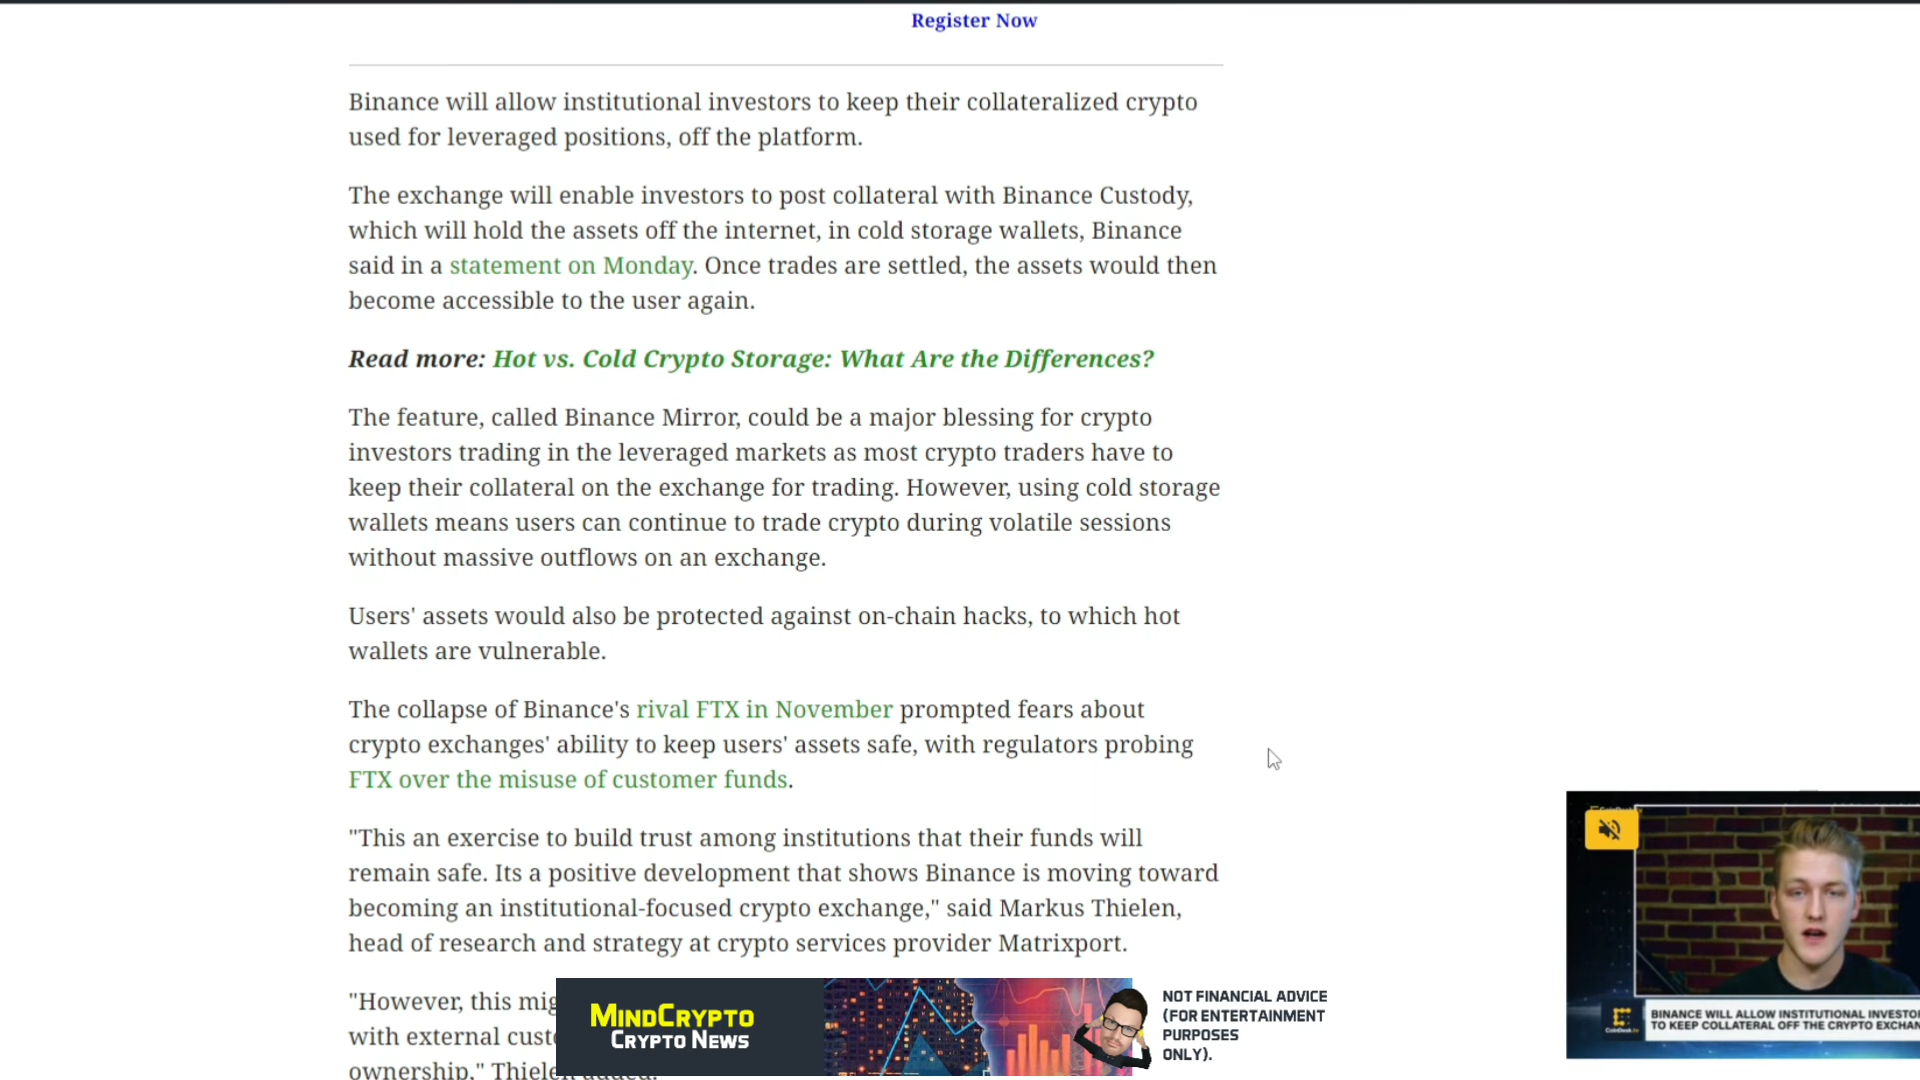 Register Now
Binance will allow institutional investors to keep their collateralized crypto
used for leveraged positions, off the platform.
The exchange will enable investors to post collateral with Binance Custody,
which will hold the assets off the internet, in cold storage wallets, Binance
said in a statement on Monday. Once trades are settled, the assets would then
become accessible to the user again.
Read more: Hot vs. Cold Crypto Storage: What Are the Differences?
The feature, called Binance Mirror, could be a major blessing for crypto
investors trading in the leveraged markets as most crypto traders have to
keep their collateral on the exchange for trading. However, using cold storage
wallets means users can continue to trade crypto during volatile sessions
without massive outflows on an exchange.
Users' assets would also be protected against on-chain hacks, to which hot
wallets are vulnerable.
The collapse of Binance's rival FTX in November prompted fears about
crypto exchanges' ability to keep users' assets safe, with regulators probing
FTX over the misuse of customer funds.
"This an exercise to build trust among institutions that their funds will
remain safe. Its a positive development that shows Binance is moving toward
becoming an institutional-focused crypto exchange," said Markus Thielen,
head of research and strategy at crypto services provider Matrixport.
"However, this mig
with external cust
ownership," Thielen added.
MINDCRYPTO
CRYPTO NEWS
NOT FINANCIAL ADVICE
(FOR ENTERTAINMENT
PURPOSES
ONLY).
BINANCE WILL ALLOW INSTITUTIONAL INVESTO
TO KEEP COLLATERAL OFF THE CRYPTO EXCHAN